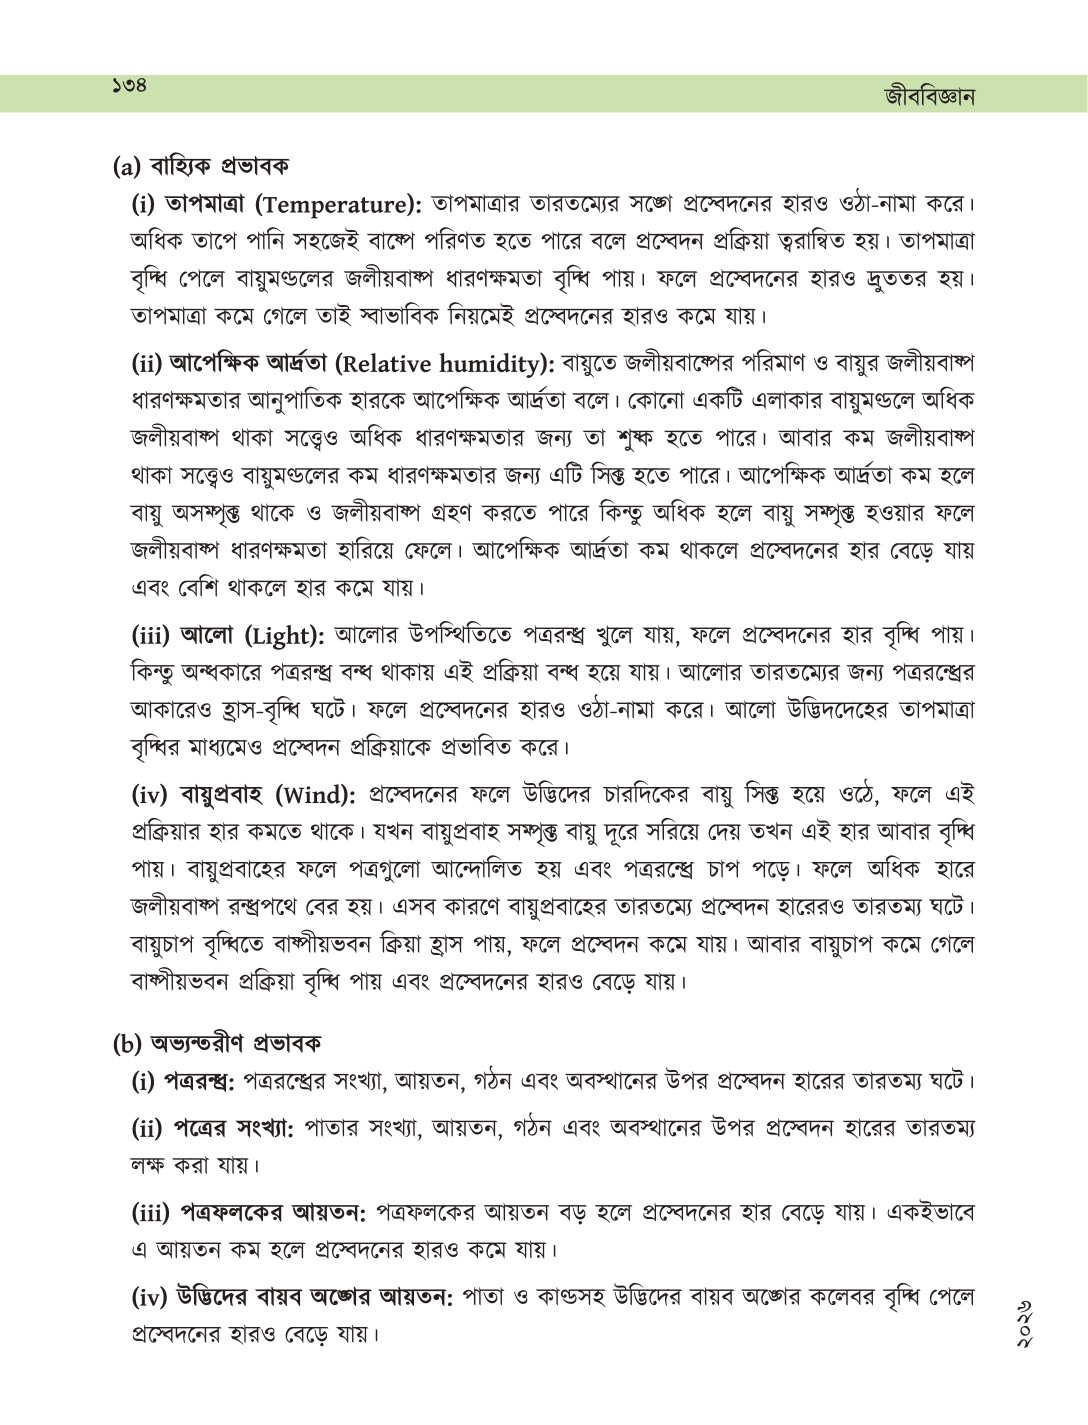 ১৩৪
জীববিজ্ঞান
(a) বাহ্যিক প্রভাবক
(i) তাপমাত্রা (Temperature): তাপমাত্রার তারতম্যের সঙ্গে প্রস্বেদনের হারও ওঠা-নামা করে।
অধিক তাপে পানি সহজেই বাষ্পে পরিণত হতে পারে বলে প্রস্বেদন প্রক্রিয়া ত্বরান্বিত হয়। তাপমাত্রা
বৃদ্ধি পেলে বায়ুমণ্ডলের জলীয়বাষ্প ধারণক্ষমতা বৃদ্ধি পায়। ফলে প্রস্বেদনের হারও দ্রুততর হয়।
তাপমাত্রা কমে গেলে তাই স্বাভাবিক নিয়মেই প্রস্বেদনের হারও কমে যায়।
(ii) আপেক্ষিক আর্দ্রতা (Relative humidity): বায়ুতে জলীয়বাষ্পের পরিমাণ ও বায়ুর জলীয়বাষ্প
ধারণক্ষমতার আনুপাতিক হারকে আপেক্ষিক আর্দ্রতা বলে। কোনো একটি এলাকার বায়ুমণ্ডলে অধিক
জলীয়বাষ্প থাকা সত্ত্বেও অধিক ধারণক্ষমতার জন্য তা শুষ্ক হতে পারে। আবার কম জলীয়বাষ্প
থাকা সত্ত্বেও বায়ুমণ্ডলের কম ধারণক্ষমতার জন্য এটি সিক্ত হতে পারে। আপেক্ষিক আর্দ্রতা কম হলে
বায়ু অসম্পৃক্ত থাকে ও জলীয়বাষ্প গ্রহণ করতে পারে কিন্তু অধিক হলে বায়ু সম্পৃক্ত হওয়ার ফলে
জলীয়বাষ্প ধারণক্ষমতা হারিয়ে ফেলে। আপেক্ষিক আর্দ্রতা কম থাকলে প্রস্বেদনের হার বেড়ে যায়
এবং বেশি থাকলে হার কমে যায়।
(iii) আলো (Light): আলোর উপস্থিতিতে পত্ররন্ধ্র খুলে যায়, ফলে প্রস্বেদনের হার বৃদ্ধি পায়।
কিন্তু অন্ধকারে পত্ররন্ধ্র বন্ধ থাকায় এই প্রক্রিয়া বন্ধ হয়ে যায়। আলোর তারতম্যের জন্য পত্ররন্ধ্রের
আকারেও হ্রাস-বৃদ্ধি ঘটে। ফলে প্রস্বেদনের হারও ওঠা-নামা করে। আলো উদ্ভিদদেহের তাপমাত্রা
বৃদ্ধির মাধ্যমেও প্রস্বেদন প্রক্রিয়াকে প্রভাবিত করে।
(iv) বায়ুপ্রবাহ (Wind): প্রস্বেদনের ফলে উদ্ভিদের চারদিকের বায়ু সিক্ত হয়ে ওঠে, ফলে এই
প্রক্রিয়ার হার কমতে থাকে। যখন বায়ুপ্রবাহ সম্পৃক্ত বায়ু দূরে সরিয়ে দেয় তখন এই হার আবার বৃদ্ধি
পায়। বায়ুপ্রবাহের ফলে পত্রগুলো আন্দোলিত হয় এবং পত্ররন্ধ্রে চাপ পড়ে। ফলে অধিক হারে
জলীয়বাষ্প রন্ধ্রপথে বের হয়। এসব কারণে বায়ুপ্রবাহের তারতম্যে প্রস্বেদন হারেরও তারতম্য ঘটে।
বায়ুচাপ বৃদ্ধিতে বাষ্পীয়ভবন ক্রিয়া হ্রাস পায়, ফলে প্রস্বেদন কমে যায়। আবার বায়ুচাপ কমে গেলে
বাষ্পীয়ভবন প্রক্রিয়া বৃদ্ধি পায় এবং প্রস্বেদনের হারও বেড়ে যায়।
(b) অভ্যন্তরীণ প্রভাবক
(i) পত্ররন্ধ্র: পত্ররন্ধ্রের সংখ্যা, আয়তন, গঠন এবং অবস্থানের উপর প্রস্বেদন হারের তারতম্য ঘটে।
(ii) পত্রের সংখ্যা: পাতার সংখ্যা, আয়তন, গঠন এবং অবস্থানের উপর প্রস্বেদন হারের তারতম্য
লক্ষ করা যায়।
(iii) পত্রফলকের আয়তন: পত্রফলকের আয়তন বড় হলে প্রস্বেদনের হার বেড়ে যায়। একইভাবে
এ আয়তন কম হলে প্রস্বেদনের হারও কমে যায়।
(iv) উদ্ভিদের বায়ব অঙ্গের আয়তন: পাতা ও কাণ্ডসহ উদ্ভিদের বায়ব অঙ্গের কলেবর বৃদ্ধি পেলে
প্রস্বেদনের হারও বেড়ে যায়।
২০২৬